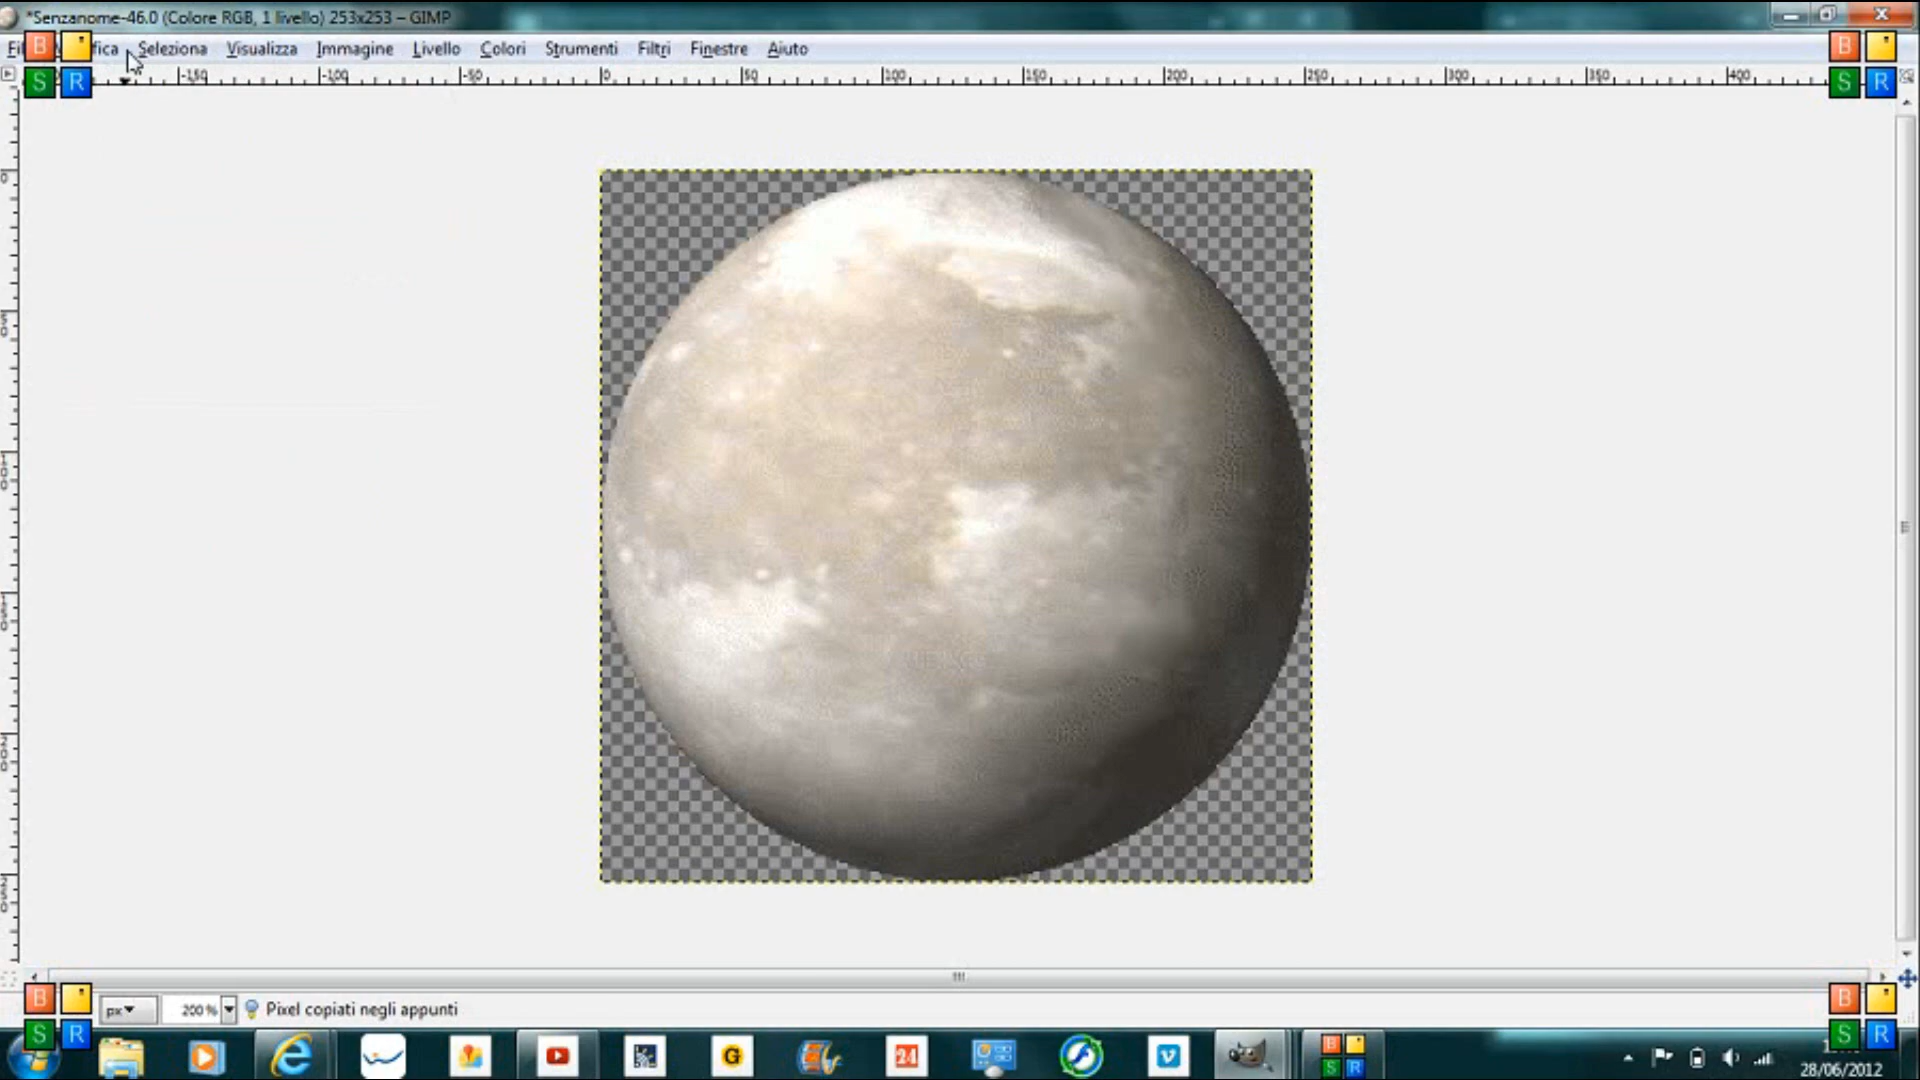 *Senzanome-46.0 (Colore RGB, 1 livello) 253x253 – GIMP
Seleziona Visualizza Immagine Livello Colori Strumenti Filtri Finestre Aiuto
B
S R
B
S R
-150 -100 -50 0 50 100 150 200 250 300 350 400
B
S R
B
S R
px 200 % Pixel copiati negli appunti
G
24
B
S R
28/06/2012